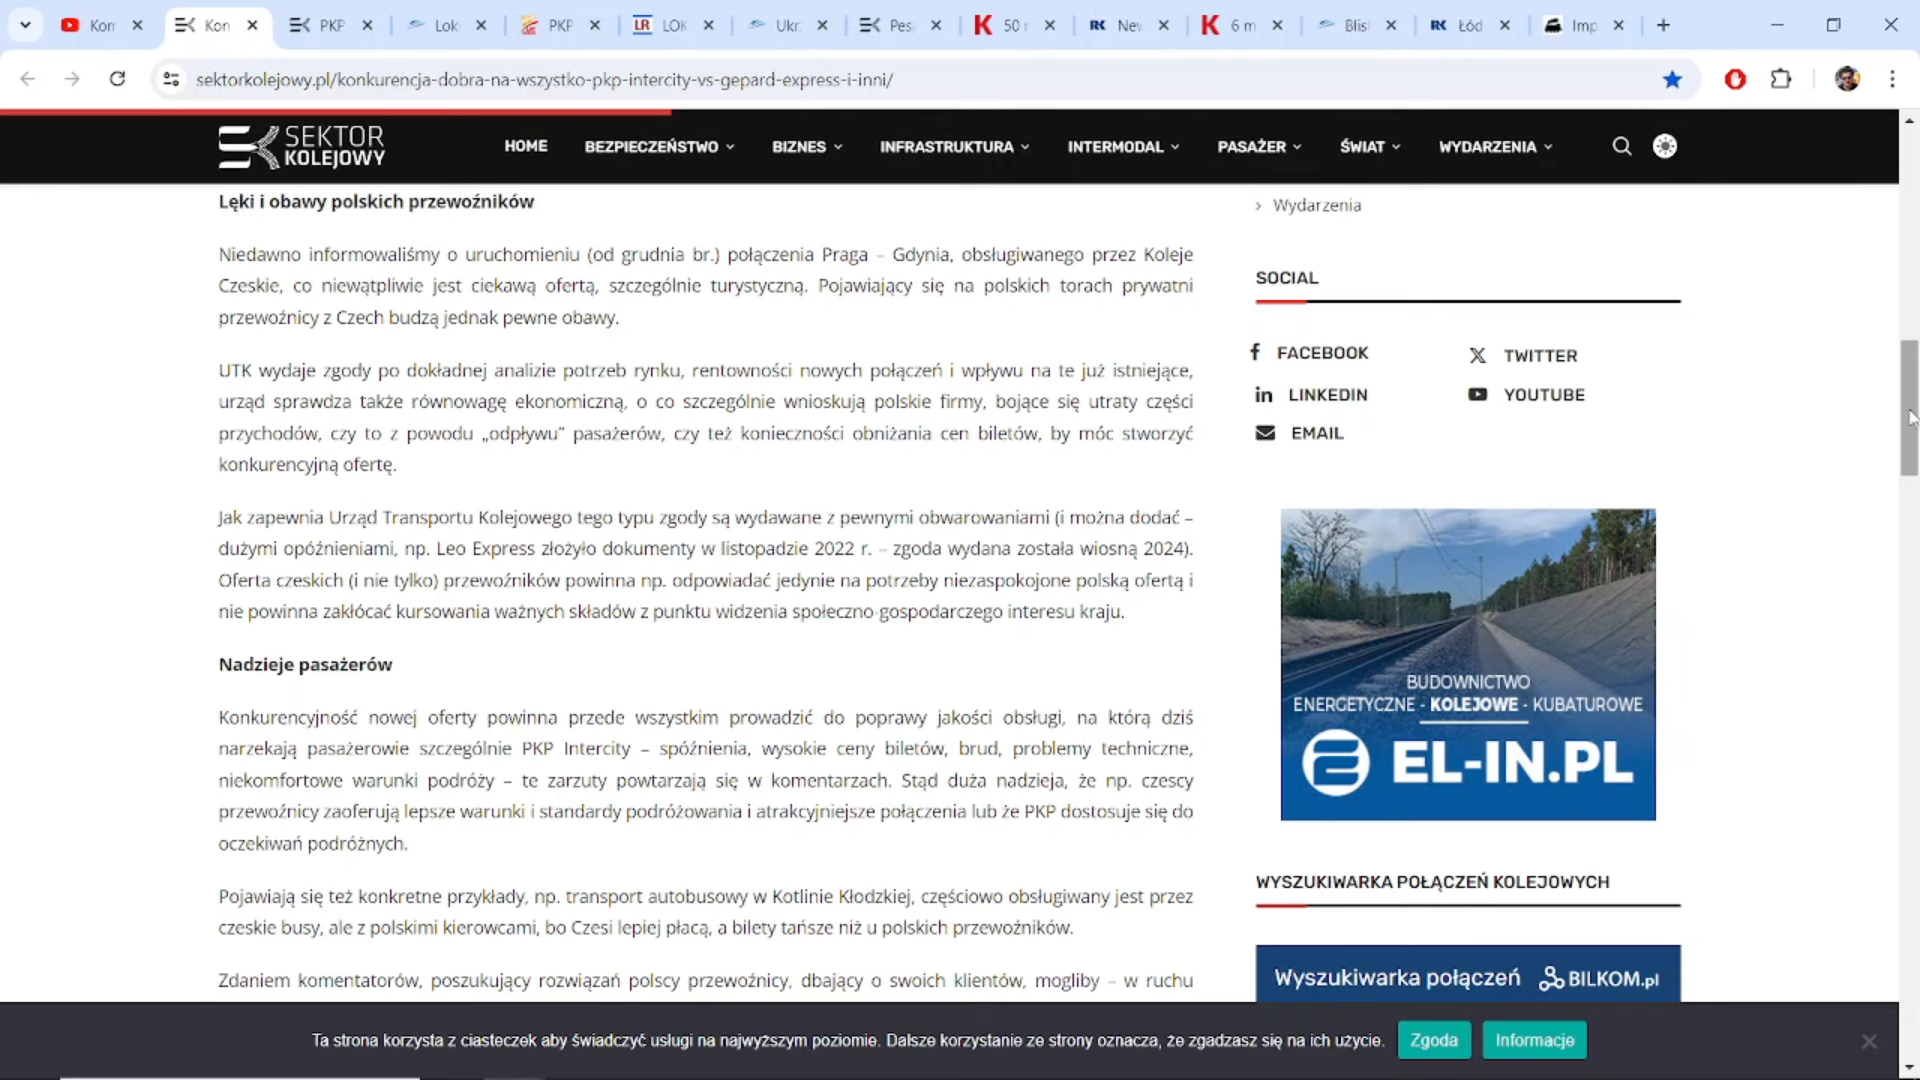 Kon
Kon
PKP
Lok
PKP
LOK
Ukr
Pes
50
Nev
6 m
Blis
Łód
Imp
sektorkolejowy.pl/konkurencja-dobra-na-wszystko-pkp-intercity-vs-gepard-express-i-inni/
SEKTOR
KOLEJOWY
HOME
BEZPIECZEŃSTWO
BIZNES
INFRASTRUKTURA
INTERMODAL
PASAŻER
ŚWIAT
WYDARZENIA
Lęki i obawy polskich przewoźników
Niedawno informowaliśmy o uruchomieniu (od grudnia br.) połączenia Praga – Gdynia, obsługiwanego przez Koleje
Czeskie, co niewątpliwie jest ciekawą ofertą, szczególnie turystyczną. Pojawiający się na polskich torach prywatni
przewoźnicy z Czech budzą jednak pewne obawy.
UTK wydaje zgody po dokładnej analizie potrzeb rynku, rentowności nowych połączeń i wpływu na te już istniejące,
urząd sprawdza także równowagę ekonomiczną, o co szczególnie wnioskują polskie firmy, bojące się utraty części
przychodów, czy to z powodu „odpływu” pasażerów, czy też konieczności obniżania cen biletów, by móc stworzyć
konkurencyjną ofertę.
Jak zapewnia Urząd Transportu Kolejowego tego typu zgody są wydawane z pewnymi obwarowaniami (i można dodać –
dużymi opóźnieniami, np. Leo Express złożyło dokumenty w listopadzie 2022 r. – zgoda wydana została wiosną 2024).
Oferta czeskich (i nie tylko) przewoźników powinna np. odpowiadać jedynie na potrzeby niezaspokojone polską ofertą i
nie powinna zakłócać kursowania ważnych składów z punktu widzenia społeczno-gospodarczego interesu kraju.
Nadzieje pasażerów
Konkurencyjność nowej oferty powinna przede wszystkim prowadzić do poprawy jakości obsługi, na którą dziś
narzekają pasażerowie szczególnie PKP Intercity – spóźnienia, wysokie ceny biletów, brud, problemy techniczne,
niekomfortowe warunki podróży – te zarzuty powtarzają się w komentarzach. Stąd duża nadzieja, że np. czescy
przewoźnicy zaoferują lepsze warunki i standardy podróżowania i atrakcyjniejsze połączenia lub że PKP dostosuje się do
oczekiwań podróżnych.
Pojawiają się też konkretne przykłady, np. transport autobusowy w Kotlinie Kłodzkiej, częściowo obsługiwany jest przez
czeskie busy, ale z polskimi kierowcami, bo Czesi lepiej płacą, a bilety tańsze niż u polskich przewoźników.
Zdaniem komentatorów, poszukujący rozwiązań polscy przewoźnicy, dbający o swoich klientów, mogliby – w ruchu
Wydarzenia
SOCIAL
FACEBOOK
TWITTER
LINKEDIN
YOUTUBE
EMAIL
BUDOWNICTWO
ENERGETYCZNE - KOLEJOWE - KUBATUROWE
EL-IN.PL
WYSZUKIWARKA POŁĄCZEŃ KOLEJOWYCH
Wyszukiwarka połączeń BILKOM.pl
Ta strona korzysta z ciasteczek aby świadczyć usługi na najwyższym poziomie. Dalsze korzystanie ze strony oznacza, że zgadzasz się na ich użycie.
Zgoda
Informacje